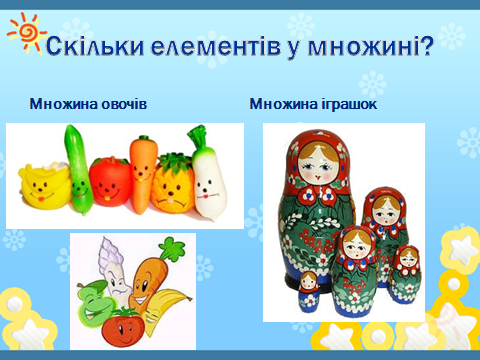 Скільки елементів у множині?
Множина овочів
Множина іграшок